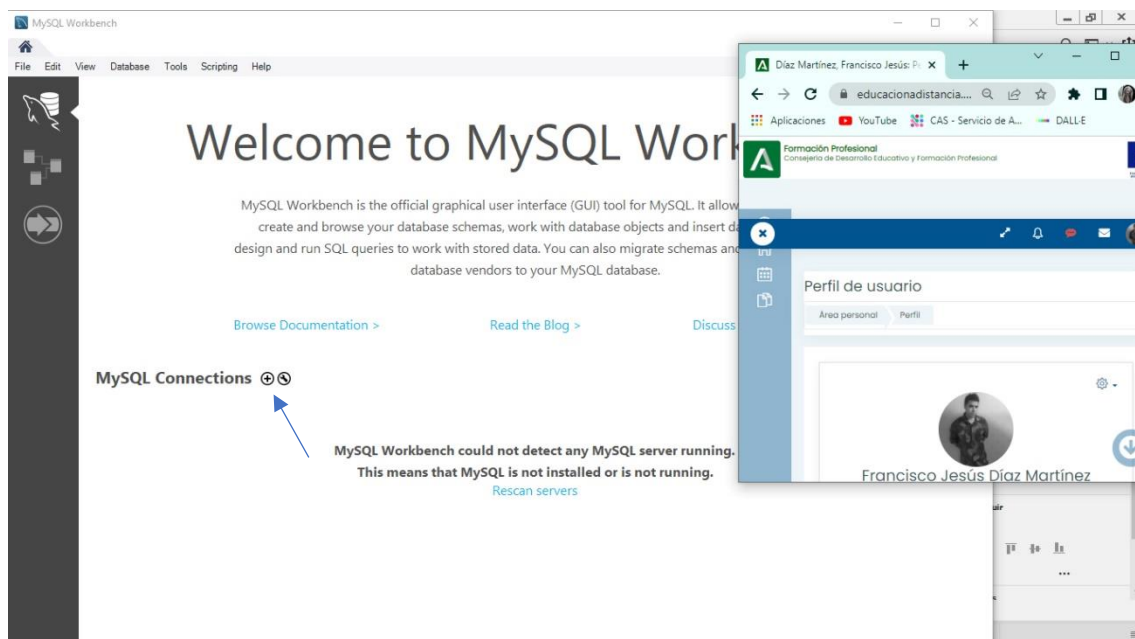 MySQL Workbench
File Edit View Database Tools Scripting Help
Welcome to MySQL Work
MySQL Workbench is the official graphical user interface (GUI) tool for MySQL. It allow
create and browse your database schemas, work with database objects and insert da
design and run SQL queries to work with stored data. You can also migrate schemas and
database vendors to your MySQL database.
Browse Documentation >
Read the Blog >
Discuss
MySQL Connections
MySQL Workbench could not detect any MySQL server running.
This means that MySQL is not installed or is not running.
Rescan servers
Díaz Martínez, Francisco Jesús: Pe
educacionadistancia....
Aplicaciones YouTube CAS - Servicio de A... DALL·E
Formación Profesional
Consejería de Desarrollo Educativo y Formación Profesional
Perfil de usuario
Área personal Perfil
Francisco Jesús Díaz Martínez